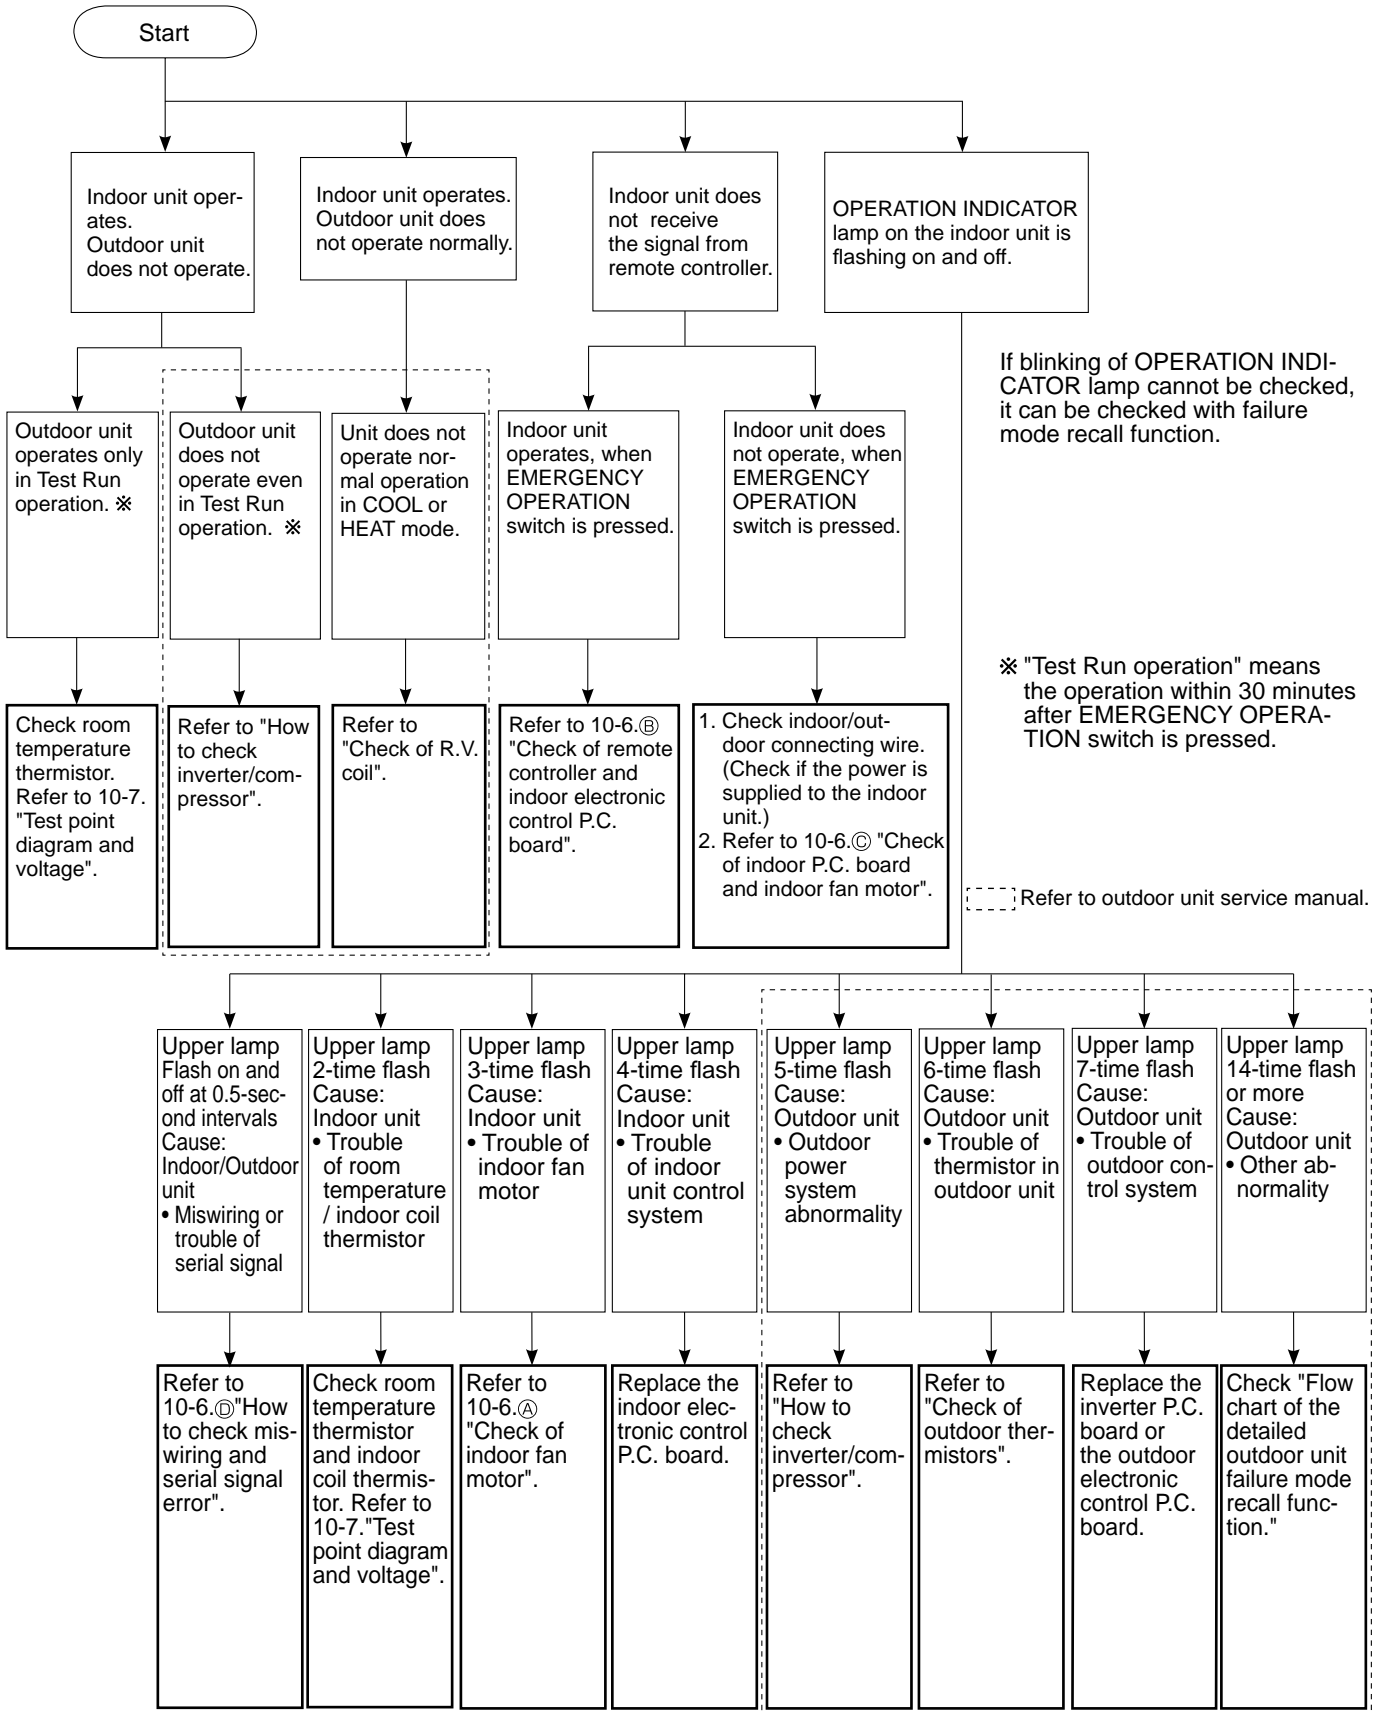 Start
Indoor unit oper-
ates.
Outdoor unit
does not operate.
Indoor unit operates.
Outdoor unit does
not operate normally.
Indoor unit does
not receive
the signal from
remote controller.
OPERATION INDICATOR
lamp on the indoor unit is
flashing on and off.
If blinking of OPERATION INDI-
CATOR lamp cannot be checked,
it can be checked with failure
mode recall function.
Outdoor unit
operates only
in Test Run
operation. ※
Outdoor unit
does not
operate even
in Test Run
operation. ※
Unit does not
operate nor-
mal operation
in COOL or
HEAT mode.
Indoor unit
operates, when
EMERGENCY
OPERATION
switch is pressed.
Indoor unit does
not operate, when
EMERGENCY
OPERATION
switch is pressed.
※ "Test Run operation" means
the operation within 30 minutes
after EMERGENCY OPERA-
TION switch is pressed.
Check room
temperature
thermistor.
Refer to 10-7.
"Test point
diagram and
voltage".
Refer to "How
to check
inverter/com-
pressor".
Refer to
"Check of R.V.
coil".
Refer to 10-6.Ⓑ
"Check of remote
controller and
indoor electronic
control P.C.
board".
1. Check indoor/out-
door connecting wire.
(Check if the power is
supplied to the indoor
unit.)
2. Refer to 10-6.Ⓒ "Check
of indoor P.C. board
and indoor fan motor".
Refer to outdoor unit service manual.
Upper lamp
Flash on and
off at 0.5-sec-
ond intervals
Cause:
Indoor/Outdoor
unit
• Miswiring or
trouble of
serial signal
Upper lamp
2-time flash
Cause:
Indoor unit
• Trouble
of room
temperature
/ indoor coil
thermistor
Upper lamp
3-time flash
Cause:
Indoor unit
• Trouble of
indoor fan
motor
Upper lamp
4-time flash
Cause:
Indoor unit
• Trouble
of indoor
unit control
system
Upper lamp
5-time flash
Cause:
Outdoor unit
• Outdoor
power
system
abnormality
Upper lamp
6-time flash
Cause:
Outdoor unit
• Trouble of
thermistor in
outdoor unit
Upper lamp
7-time flash
Cause:
Outdoor unit
• Trouble of
outdoor con-
trol system
Upper lamp
14-time flash
or more
Cause:
Outdoor unit
• Other ab-
normality
Refer to
10-6.Ⓓ"How
to check mis-
wiring and
serial signal
error".
Check room
temperature
thermistor
and indoor
coil thermis-
tor. Refer to
10-7."Test
point diagram
and voltage".
Refer to
10-6.Ⓐ
"Check of
indoor fan
motor".
Replace the
indoor elec-
tronic control
P.C. board.
Refer to
"How to
check
inverter/com-
pressor".
Refer to
"Check of
outdoor ther-
mistors".
Replace the
inverter P.C.
board or
the outdoor
electronic
control P.C.
board.
Check "Flow
chart of the
detailed
outdoor unit
failure mode
recall func-
tion."